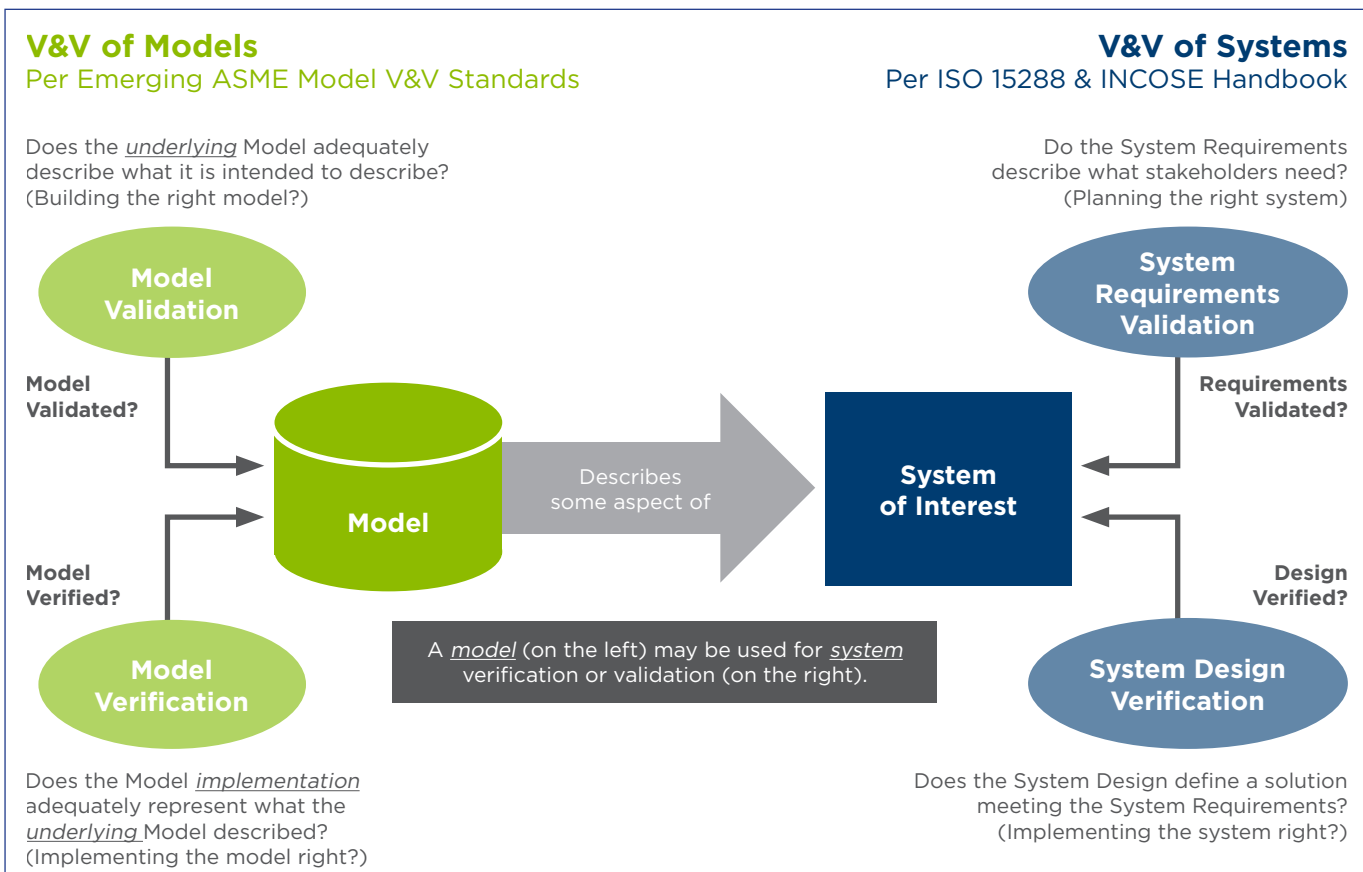 V&V of Models
Per Emerging ASME Model V&V Standards
V&V of Systems
Per ISO 15288 & INCOSE Handbook
Does the underlying Model adequately
describe what it is intended to describe?
(Building the right model?)
Do the System Requirements
describe what stakeholders need?
(Planning the right system)
Model
Validation
System
Requirements
Validation
Model
Validated?
Requirements
Validated?
Model
Describes
some aspect of
System
of Interest
Model
Verified?
Design
Verified?
A model (on the left) may be used for system
verification or validation (on the right).
Model
Verification
System Design
Verification
Does the Model implementation
adequately represent what the
underlying Model described?
(Implementing the model right?)
Does the System Design define a solution
meeting the System Requirements?
(Implementing the system right?)